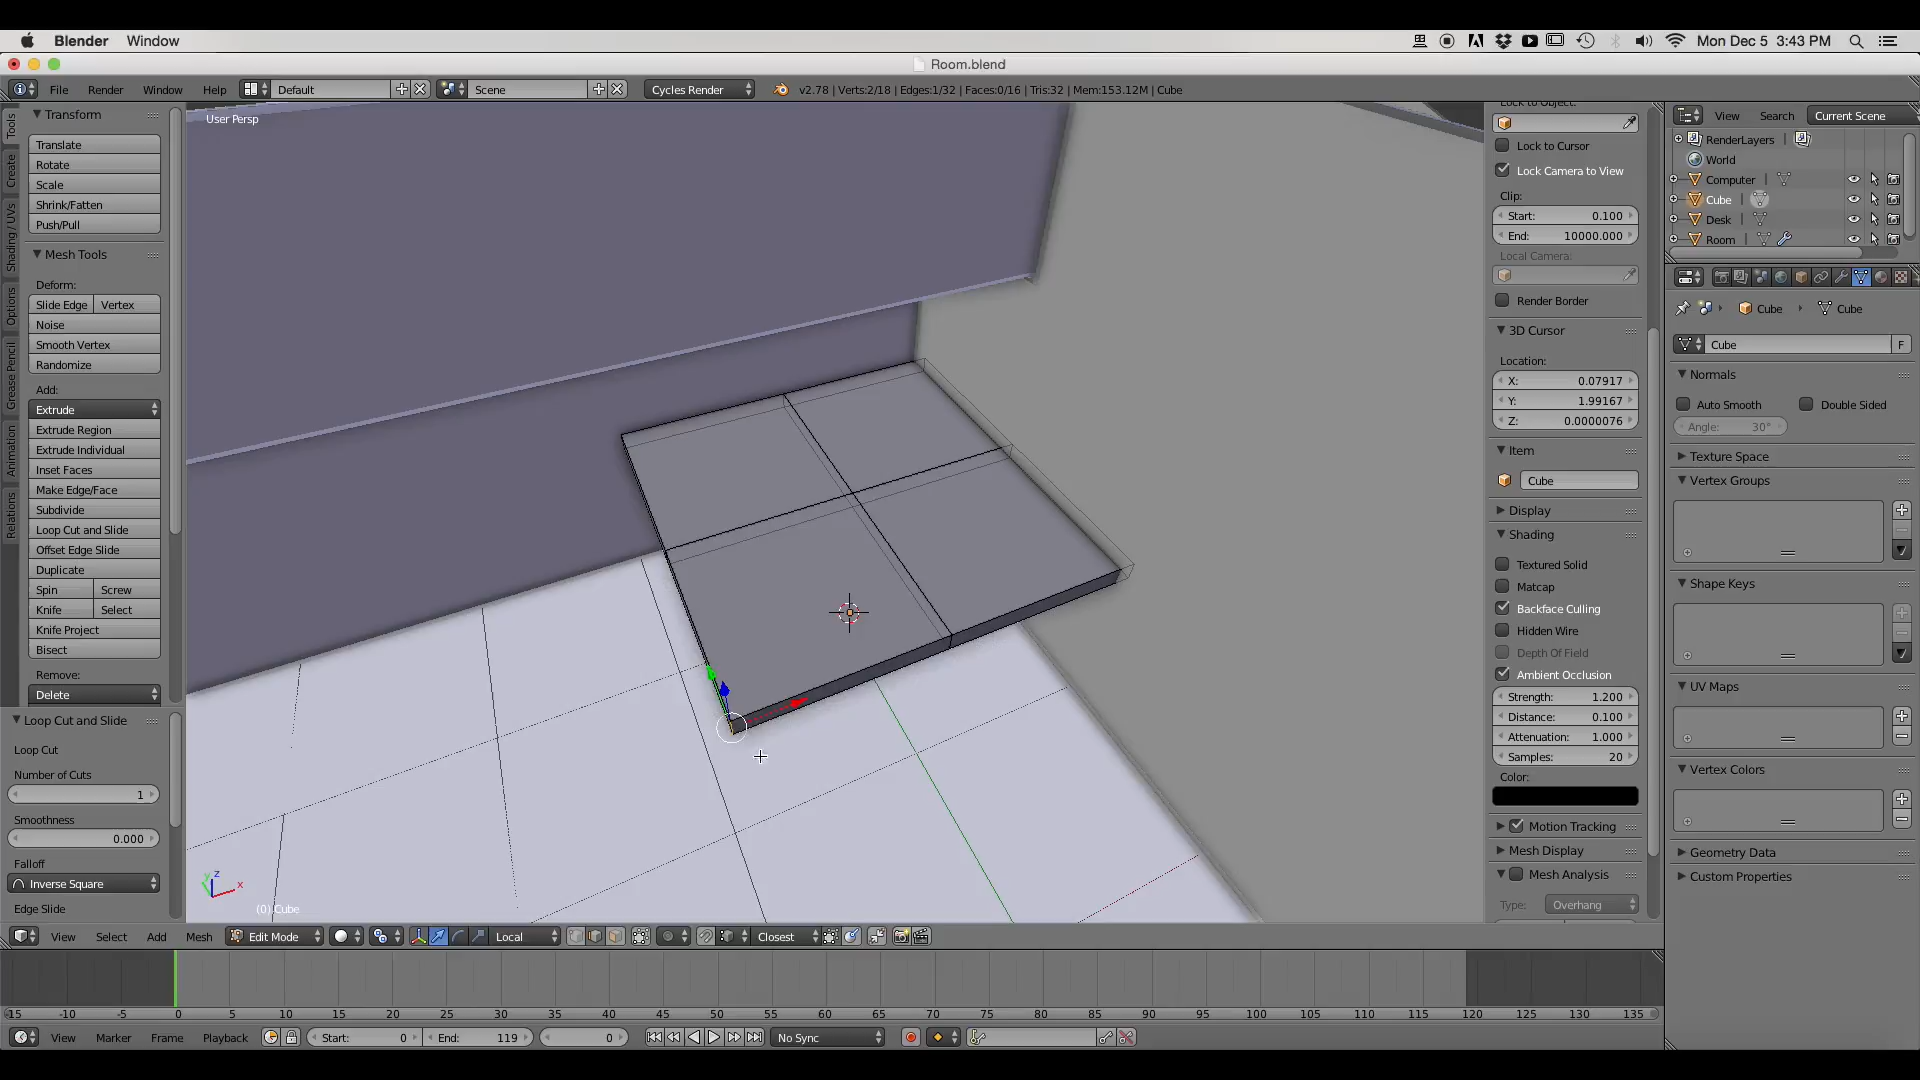 Blender Window Mon Dec 5 3:43 PM
Room.blend
File Render Window Help Default Scene Cycles Render v2.78 | Verts:2/18 | Edges:1/32 | Faces:0/16 | Tris:32 | Mem:153.12M | Cube
User Persp
Tools
Create
Shading / UVs
Options
Grease Pencil
Animation
Relations
Transform
Translate
Rotate
Scale
Shrink/Fatten
Push/Pull
Mesh Tools
Deform:
Slide Edge Vertex
Noise
Smooth Vertex
Randomize
Add:
Extrude
Extrude Region
Extrude Individual
Inset Faces
Make Edge/Face
Subdivide
Loop Cut and Slide
Offset Edge Slide
Duplicate
Spin Screw
Knife Select
Knife Project
Bisect
Remove:
Delete
Loop Cut and Slide
Loop Cut
Number of Cuts
1
Smoothness
0.000
Falloff
Inverse Square
Edge Slide
z
y
x
(0) Cube
Lock to Object:
Lock to Cursor
Lock Camera to View
Clip:
Start: 0.100
End: 10000.000
Local Camera:
Render Border
3D Cursor
Location:
X: 0.07917
Y: 1.99167
Z: 0.0000076
Item
Cube
Display
Shading
Textured Solid
Matcap
Backface Culling
Hidden Wire
Depth Of Field
Ambient Occlusion
Strength: 1.200
Distance: 0.100
Attenuation: 1.000
Samples: 20
Color:
Motion Tracking
Mesh Display
Mesh Analysis
Type: Overhang
View Search Current Scene
RenderLayers
World
Computer
Cube
Desk
Room
Cube Cube
Cube F
Normals
Auto Smooth Double Sided
Angle: 30°
Texture Space
Vertex Groups
Shape Keys
UV Maps
Vertex Colors
Geometry Data
Custom Properties
View Select Add Mesh Edit Mode Local Closest
-15 -10 -5 0 5 10 15 20 25 30 35 40 45 50 55 60 65 70 75 80 85 90 95 100 105 110 115 120 125 130 135
View Marker Frame Playback Start: 0 End: 119 0 No Sync